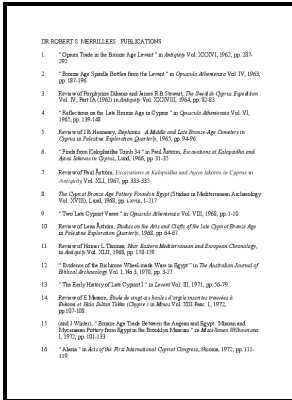 DR ROBERT S. MERRILLEES : PUBLICATIONS
1. " Opium Trade in the Bronze Age Levant " in Antiquity Vol. XXXVI, 1962, pp. 287-
292.
2. " Bronze Age Spindle Bottles from the Levant " in Opuscula Atheniensia Vol. IV, 1963,
pp. 187-196.
3. Review of Porphyrios Dikaios and James R B Stewart, The Swedish Cyprus Expedition
Vol. IV, Part IA (1962) in Antiquity Vol. XXXVIII, 1964, pp. 82-83.
4. " Reflections on the Late Bronze Age in Cyprus " in Opuscula Atheniensia Vol. VI,
1965, pp. 139-148.
5. Review of J B Hennessy, Stephania. A Middle and Late Bronze-Age Cemetery in
Cyprus in Palestine Exploration Quarterly, 1965, pp. 94-96.
6. " Finds from Kalopsidha Tomb 34 " in Paul Åström, Excavations at Kalopsidha and
Ayios Iakovos in Cyprus, Lund, 1966, pp. 31-35.
7. Review of Paul Åström, Excavations at Kalopsidha and Ayios Iakovos in Cyprus in
Antiquity Vol. XLI, 1967, pp. 333-335.
8. The Cypriot Bronze Age Pottery Found in Egypt (Studies in Mediterranean Archaeology
Vol. XVIII), Lund, 1968, pp. i-xviii, 1-217.
9. " Two Late Cypriot Vases " in Opuscula Atheniensia Vol. VIII, 1968, pp. 1-10.
10. Review of Lena Åström, Studies on the Arts and Crafts of the Late Cypriot Bronze Age
in Palestine Exploration Quarterly, 1968, pp. 64-67
11. Review of Homer L Thomas, Near Eastern Mediterranean and European Chronology,
in Antiquity Vol. XLII, 1968, pp. 158-159.
12. " Evidence of the Bichrome Wheel-made Ware in Egypt " in The Australian Journal of
Biblical Archaeology Vol. I, No 3, 1970, pp. 3-27.
13. " The Early History of Late Cypriot I " in Levant Vol. III, 1971, pp. 56-79.
14. Review of E Masson, Étude de vingt-six boules d'argile inscrites trouvées à
Enkomi et Hala Sultan Tekke (Chypre) in Minos Vol. XIII Fasc. 1, 1972,
pp.107-108.
15. (and J Winter), " Bronze Age Trade Between the Aegean and Egypt Minoan and
Mycenaean Pottery from Egypt in the Brooklyn Museum " in Miscellanea Wilbouriana
I, 1972, pp. 101-133.
16. " Alasia " in Acts of the First International Cypriot Congress, Nicosia, 1972, pp. 111-
119.